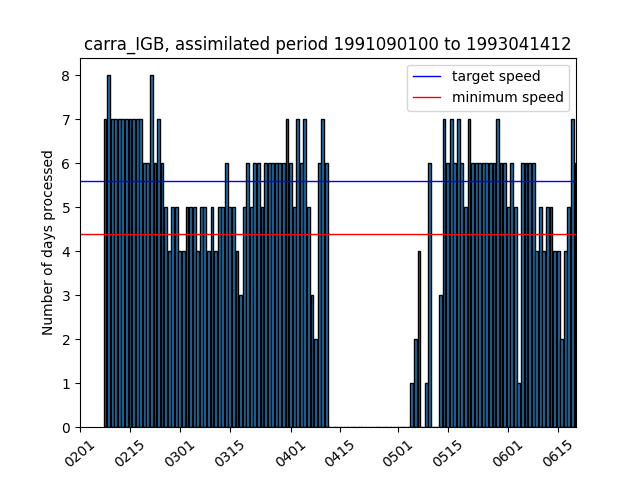 carra_IGB, assimilated period 1991090100 to 1993041412
target speed
minimum speed
Number of days processed
8
7
6
5
4
3
2
1
0
0201 0215 0301 0315 0401 0415 0501 0515 0601 0615